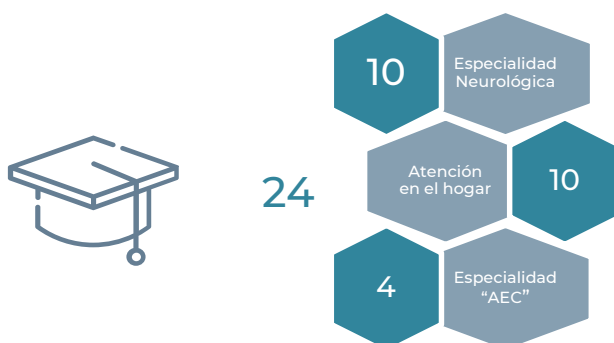 24
10
Especialidad
Neurológica
Atención
en el hogar
10
4
Especialidad
“AEC”